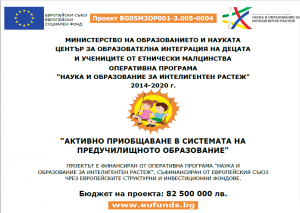 ЕВРОПЕЙСКИ СЪЮЗ
ЕВРОПЕЙСКИ
СОЦИАЛЕН ФОНД
Проект BG05M2OP001-3.005-0004
НАУКА И ОБРАЗОВАНИЕ ЗА
ИНТЕЛИГЕНТЕН РАСТЕЖ
МИНИСТЕРСТВО НА ОБРАЗОВАНИЕТО И НАУКАТА
ЦЕНТЪР ЗА ОБРАЗОВАТЕЛНА ИНТЕГРАЦИЯ НА ДЕЦАТА
И УЧЕНИЦИТЕ ОТ ЕТНИЧЕСКИ МАЛЦИНСТВА
ОПЕРАТИВНА ПРОГРАМА
"НАУКА И ОБРАЗОВАНИЕ ЗА ИНТЕЛИГЕНТЕН РАСТЕЖ"
2014-2020 г.
"АКТИВНО ПРИОБЩАВАНЕ В СИСТЕМАТА НА
ПРЕДУЧИЛИЩНОТО ОБРАЗОВАНИЕ"
ПРОЕКТЪТ Е ФИНАНСИРАН ОТ ОПЕРАТИВНА ПРОГРАМА "НАУКА И
ОБРАЗОВАНИЕ ЗА ИНТЕЛИГЕНТЕН РАСТЕЖ", СЪФИНАНСИРАН ОТ ЕВРОПЕЙСКИЯ СЪЮЗ
ЧРЕЗ ЕВРОПЕЙСКИТЕ СТРУКТУРНИ И ИНВЕСТИЦИОННИ ФОНДОВЕ.
Бюджет на проекта: 82 500 000 лв.
www.eufunds.bg